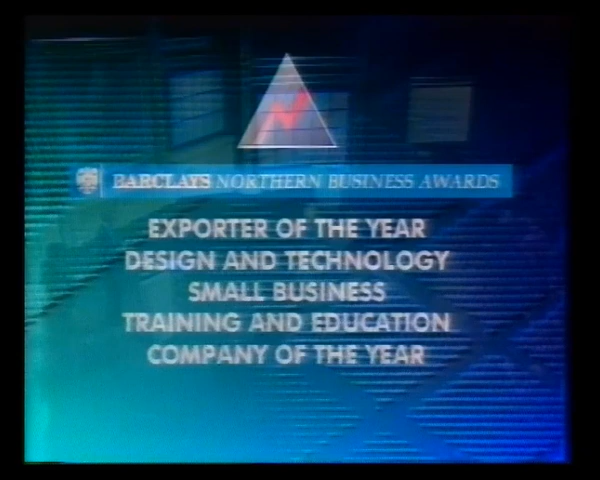 BARCLAYS NORTHERN BUSINESS AWARDS
EXPORTER OF THE YEAR
DESIGN AND TECHNOLOGY
SMALL BUSINESS
TRAINING AND EDUCATION
COMPANY OF THE YEAR